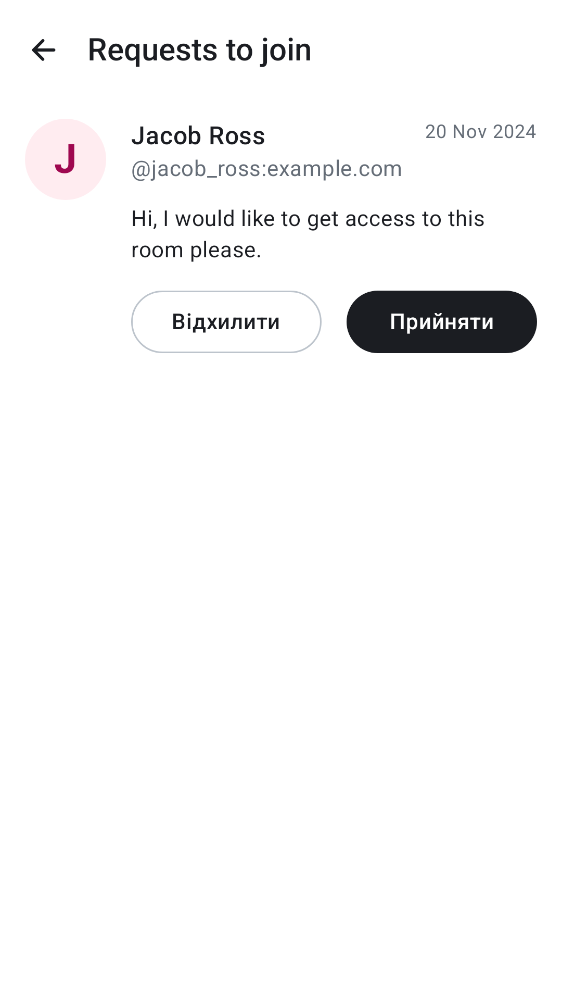 Requests to join
J
Jacob Ross
20 Nov 2024
@jacob_ross:example.com
Hi, I would like to get access to this
room please.
Відхилити
Прийняти